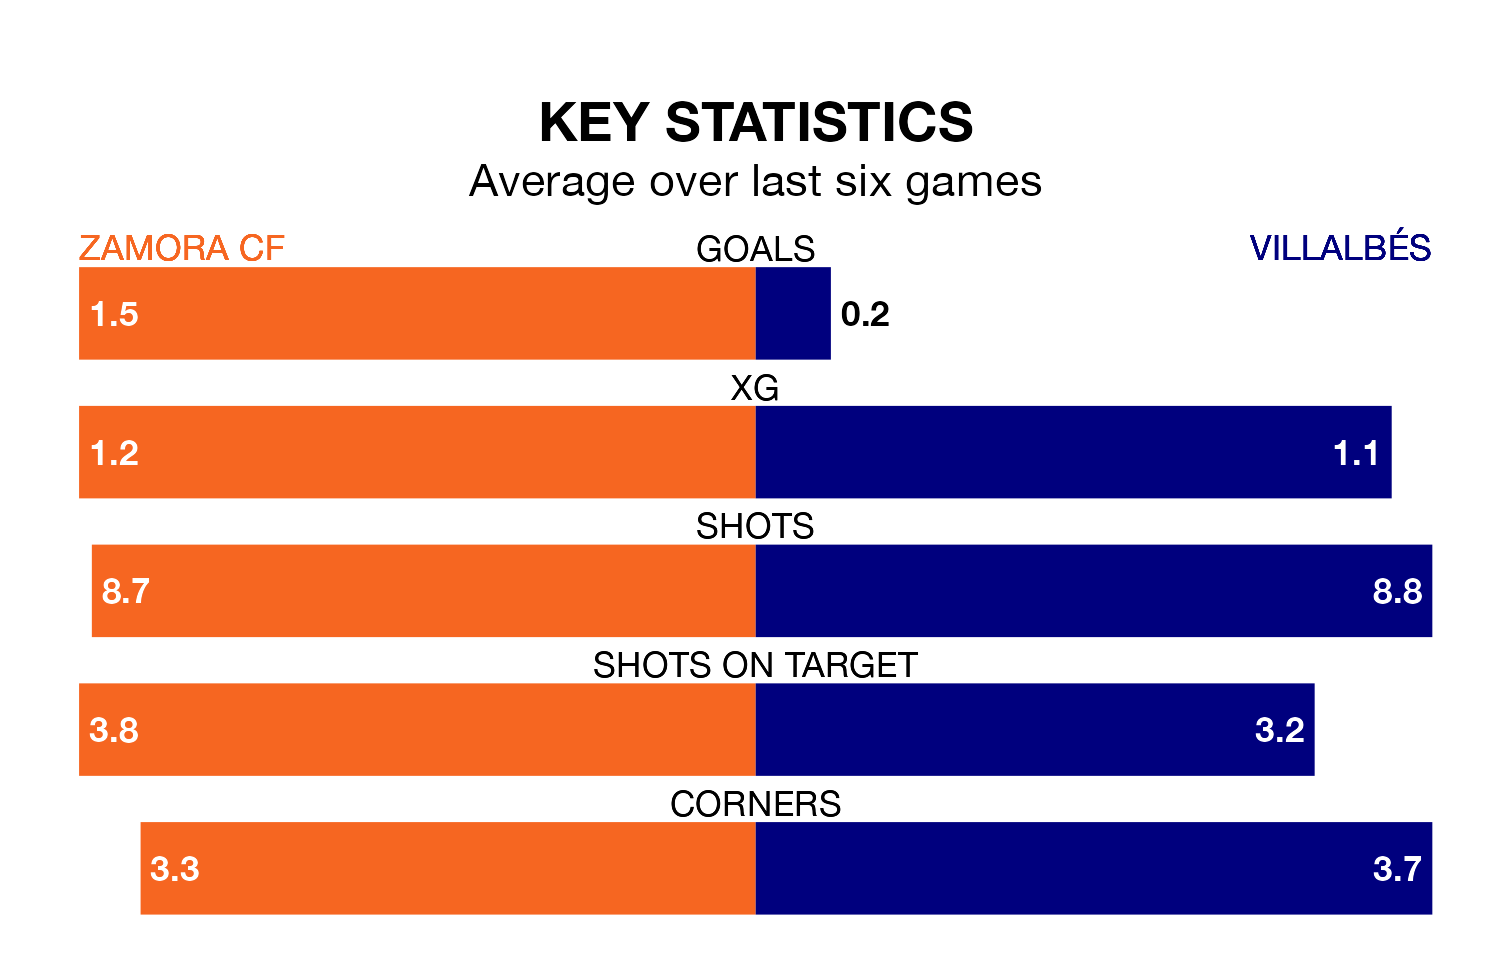 KEY STATISTICS
Average over last six games
ZAMORA CF GOALS VILLALBÉS
1.5 0.2
XG
1.2 1.1
SHOTS
8.7 8.8
SHOTS ON TARGET
3.8 3.2
CORNERS
3.3 3.7